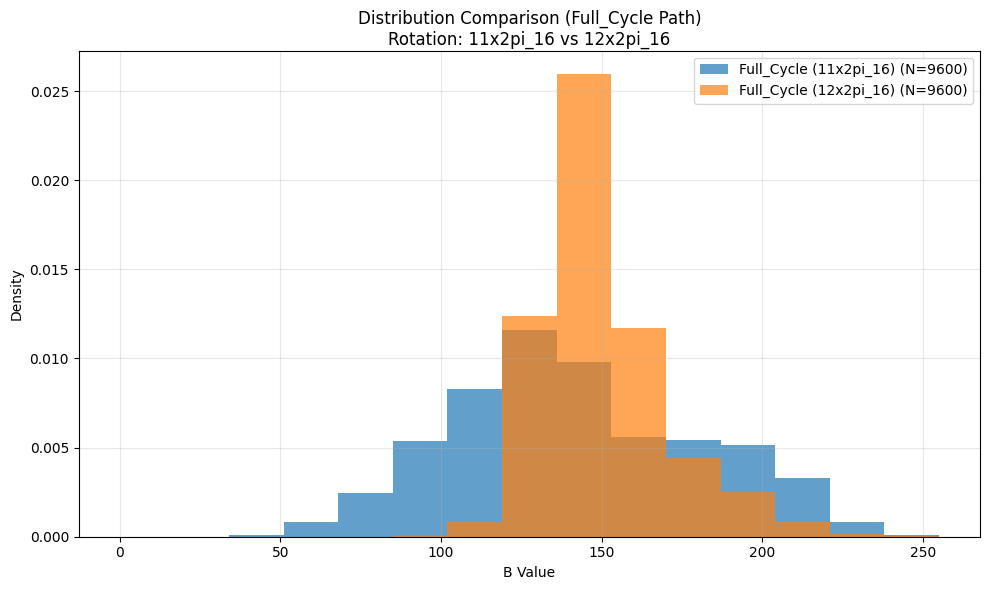 Distribution Comparison (Full_Cycle Path)
Rotation: 11x2pi_16 vs 12x2pi_16
Full_Cycle (11x2pi_16) (N=9600)
Full_Cycle (12x2pi_16) (N=9600)
Density
0.025
0.020
0.015
0.010
0.005
0.000
0 50 100 150 200 250
B Value